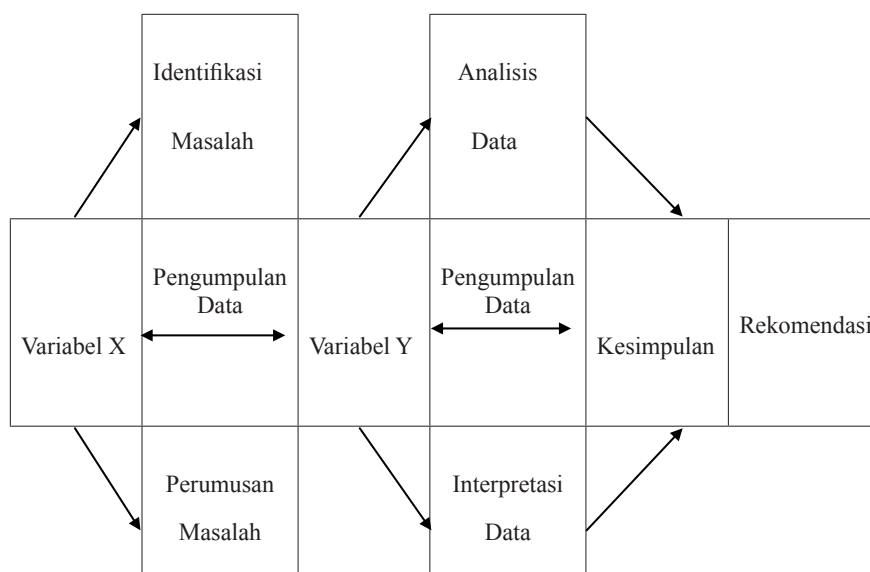 Identifikasi
Masalah
Analisis
Data
Variabel X
Pengumpulan
Data
Variabel Y
Pengumpulan
Data
Kesimpulan
Rekomendasi
Perumusan
Masalah
Interpretasi
Data